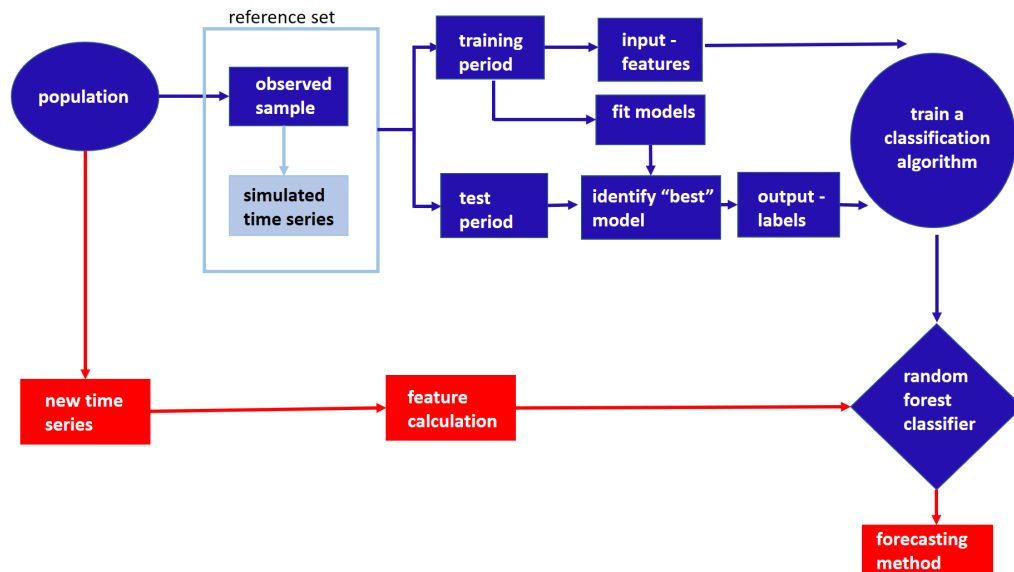 reference set
population
observed
sample
simulated
time series
training
period
input -
features
fit models
test
period
identify “best”
model
output -
labels
train a
classification
algorithm
new time
series
feature
calculation
random
forest
classifier
forecasting
method